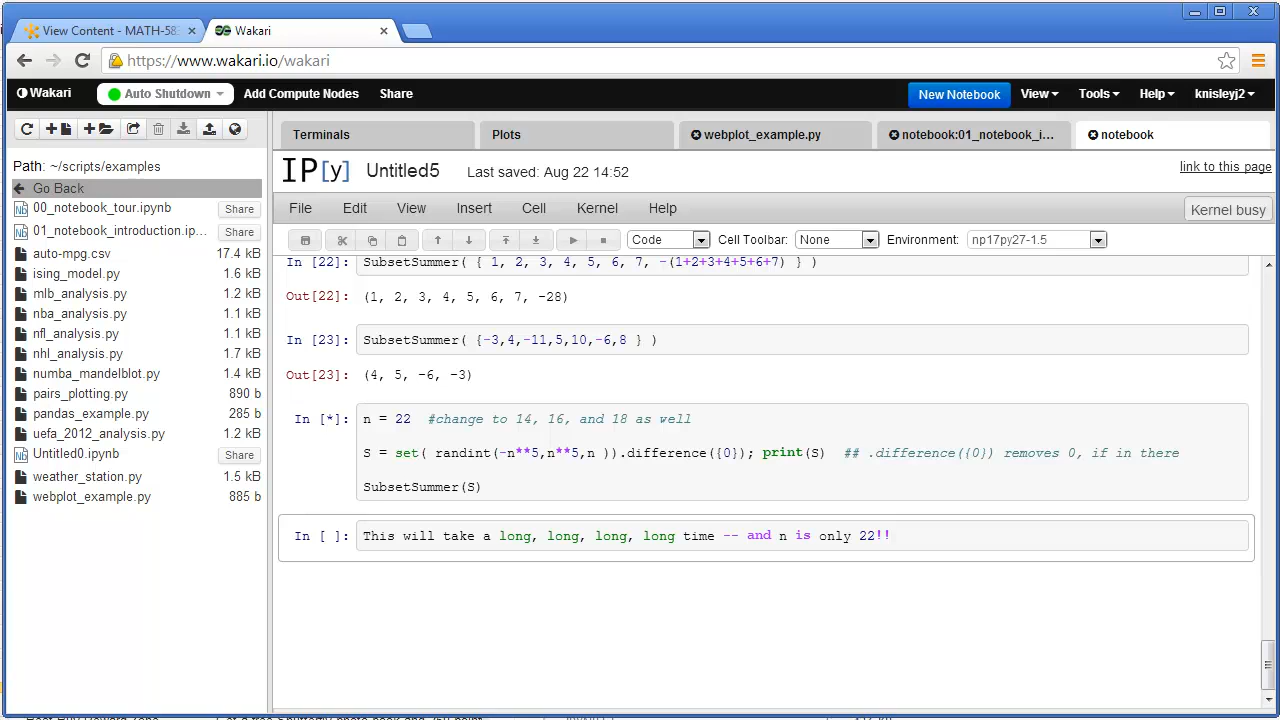 View Content - MATH-58
Wakari
https://www.wakari.io/wakari
Wakari
Auto Shutdown
Add Compute Nodes
Share
New Notebook
View
Tools
Help
knisleyj2
Terminals
Plots
webplot_example.py
notebook:01_notebook_i...
notebook
Path: ~/scripts/examples
Go Back
00_notebook_tour.ipynb Share
01_notebook_introduction.ip... Share
auto-mpg.csv 17.4 kB
ising_model.py 1.6 kB
mlb_analysis.py 1.2 kB
nba_analysis.py 1.1 kB
nfl_analysis.py 1.1 kB
nhl_analysis.py 1.7 kB
numba_mandelblot.py 1.4 kB
pairs_plotting.py 890 b
pandas_example.py 285 b
uefa_2012_analysis.py 1.2 kB
Untitled0.ipynb Share
weather_station.py 1.5 kB
webplot_example.py 885 b
IP[y] Untitled5 Last saved: Aug 22 14:52
link to this page
File Edit View Insert Cell Kernel Help
Kernel busy
Code Cell Toolbar: None Environment: np17py27-1.5
In [22]: SubsetSummer( { 1, 2, 3, 4, 5, 6, 7, -(1+2+3+4+5+6+7) } )
Out[22]: (1, 2, 3, 4, 5, 6, 7, -28)
In [23]: SubsetSummer( {-3,4,-11,5,10,-6,8 } )
Out[23]: (4, 5, -6, -3)
In [*]: n = 22 #change to 14, 16, and 18 as well
S = set( randint(-n**5,n**5,n )).difference({0}); print(S) ## .difference({0}) removes 0, if in there
SubsetSummer(S)
In [ ]: This will take a long, long, long, long time -- and n is only 22!!